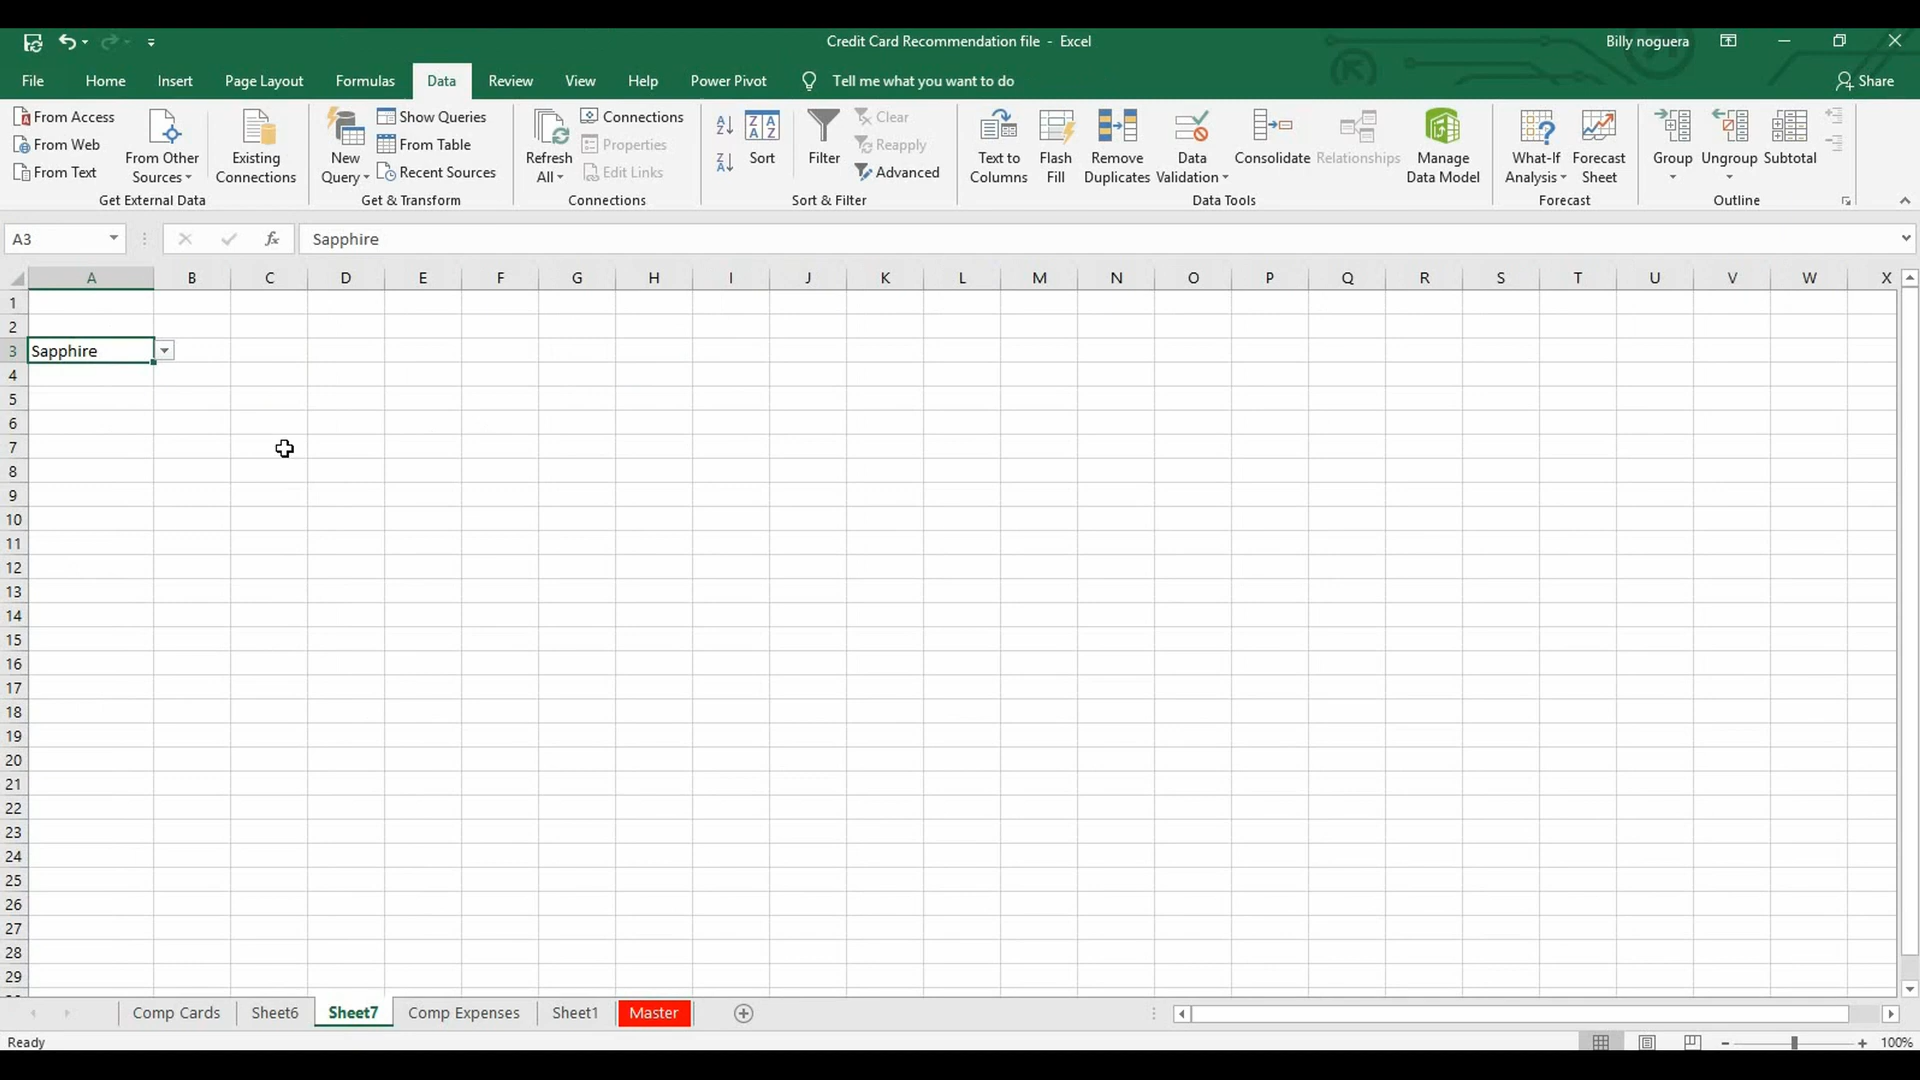 Credit Card Recommendation file - Excel
Billy noguera
File Home Insert Page Layout Formulas Data Review View Help Power Pivot Tell me what you want to do Share
From Access
From Web
From Text
From Other Sources
Existing Connections
Get External Data
New Query
Show Queries
From Table
Recent Sources
Get & Transform
Refresh All
Connections
Properties
Edit Links
Connections
Sort
Filter
Clear
Reapply
Advanced
Sort & Filter
Text to Columns
Flash Fill
Remove Duplicates
Data Validation
Consolidate
Relationships
Manage Data Model
Data Tools
What-If Analysis
Forecast Sheet
Forecast
Group
Ungroup
Subtotal
Outline
A3 fx Sapphire
A B C D E F G H I J K L M N O P Q R S T U V W X
1
2
3 Sapphire
4
5
6
7
8
9
10
11
12
13
14
15
16
17
18
19
20
21
22
23
24
25
26
27
28
29
Comp Cards Sheet6 Sheet7 Comp Expenses Sheet1 Master
Ready 100%